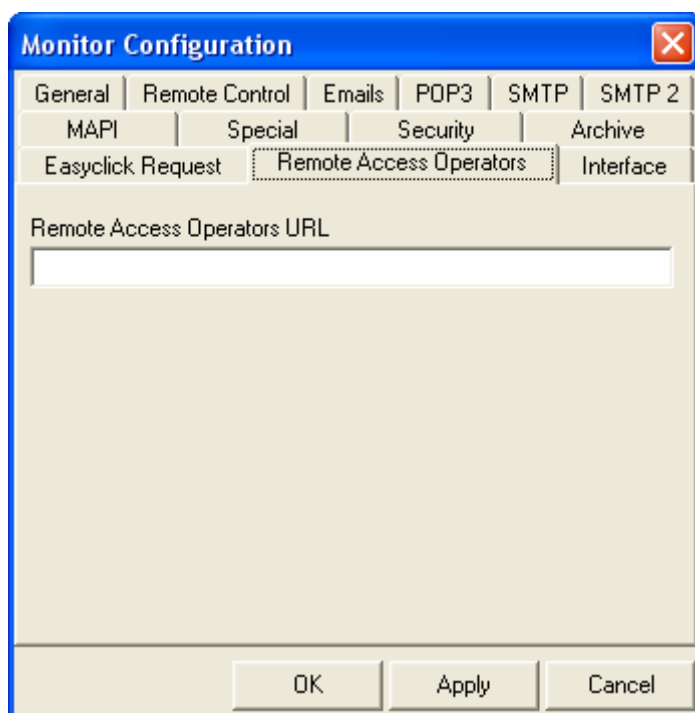 Monitor Configuration
General Remote Control Emails POP3 SMTP SMTP 2
MAPI Special Security Archive
Easyclick Request Remote Access Operators Interface
Remote Access Operators URL
OK Apply Cancel